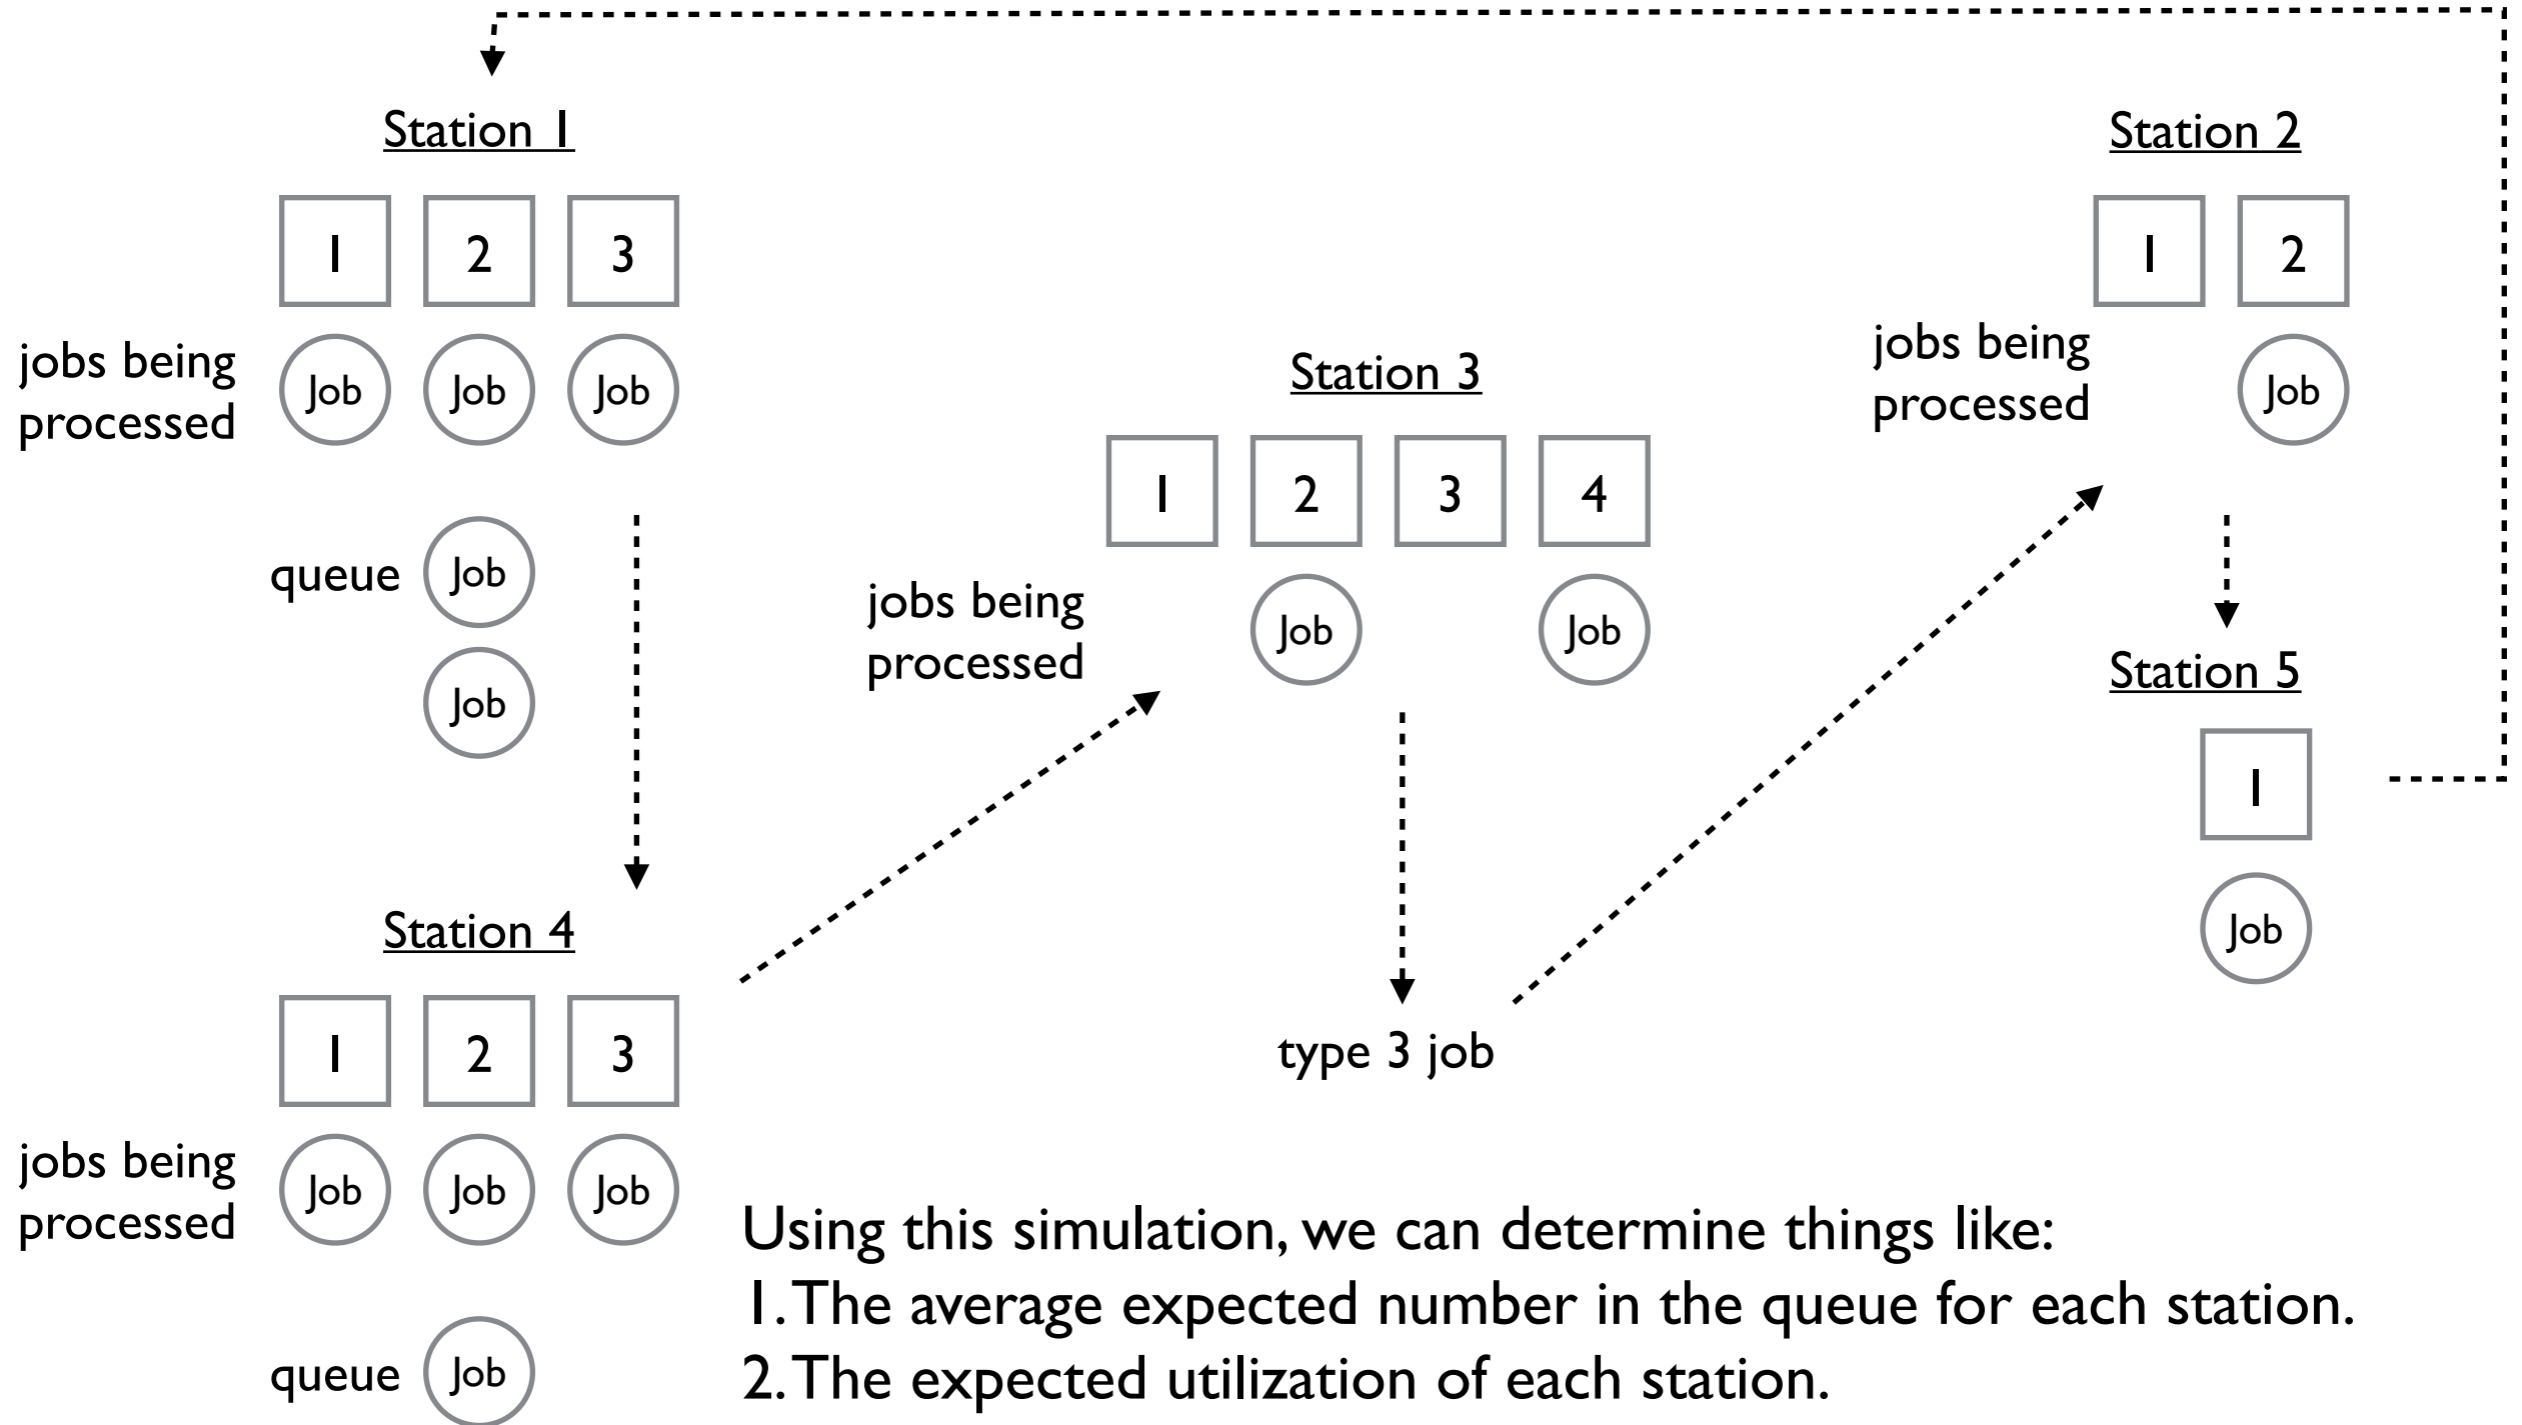 Station 1
1 2 3
jobs being
processed
Job Job Job
queue
Job
Job
Station 4
1 2 3
jobs being
processed
Job Job Job
queue
Job
Station 3
1 2 3 4
jobs being
processed
Job Job
type 3 job
Station 2
1 2
jobs being
processed
Job
Station 5
1
Job
Using this simulation, we can determine things like:
1. The average expected number in the queue for each station.
2. The expected utilization of each station.